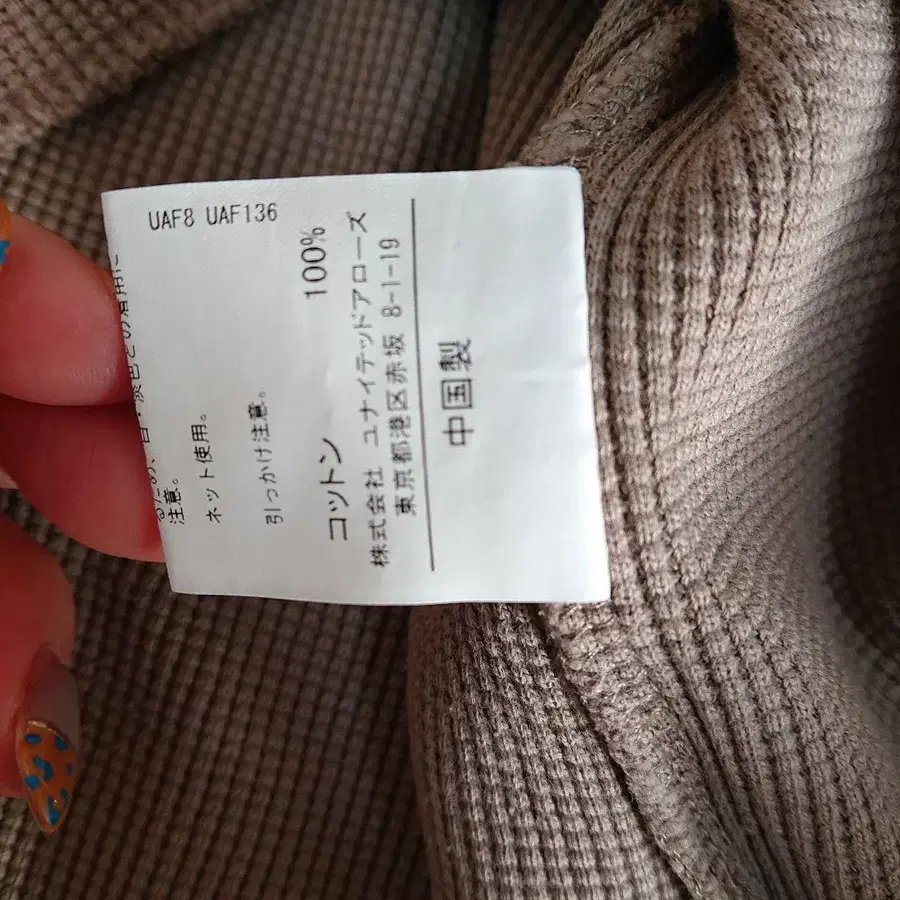 UAF8 UAF136
注意。
ネット使用。
引っかけ注意。
コットン 100%
株式会社 ユナイテッドアローズ
東京都港区赤坂 8-1-19
中国製